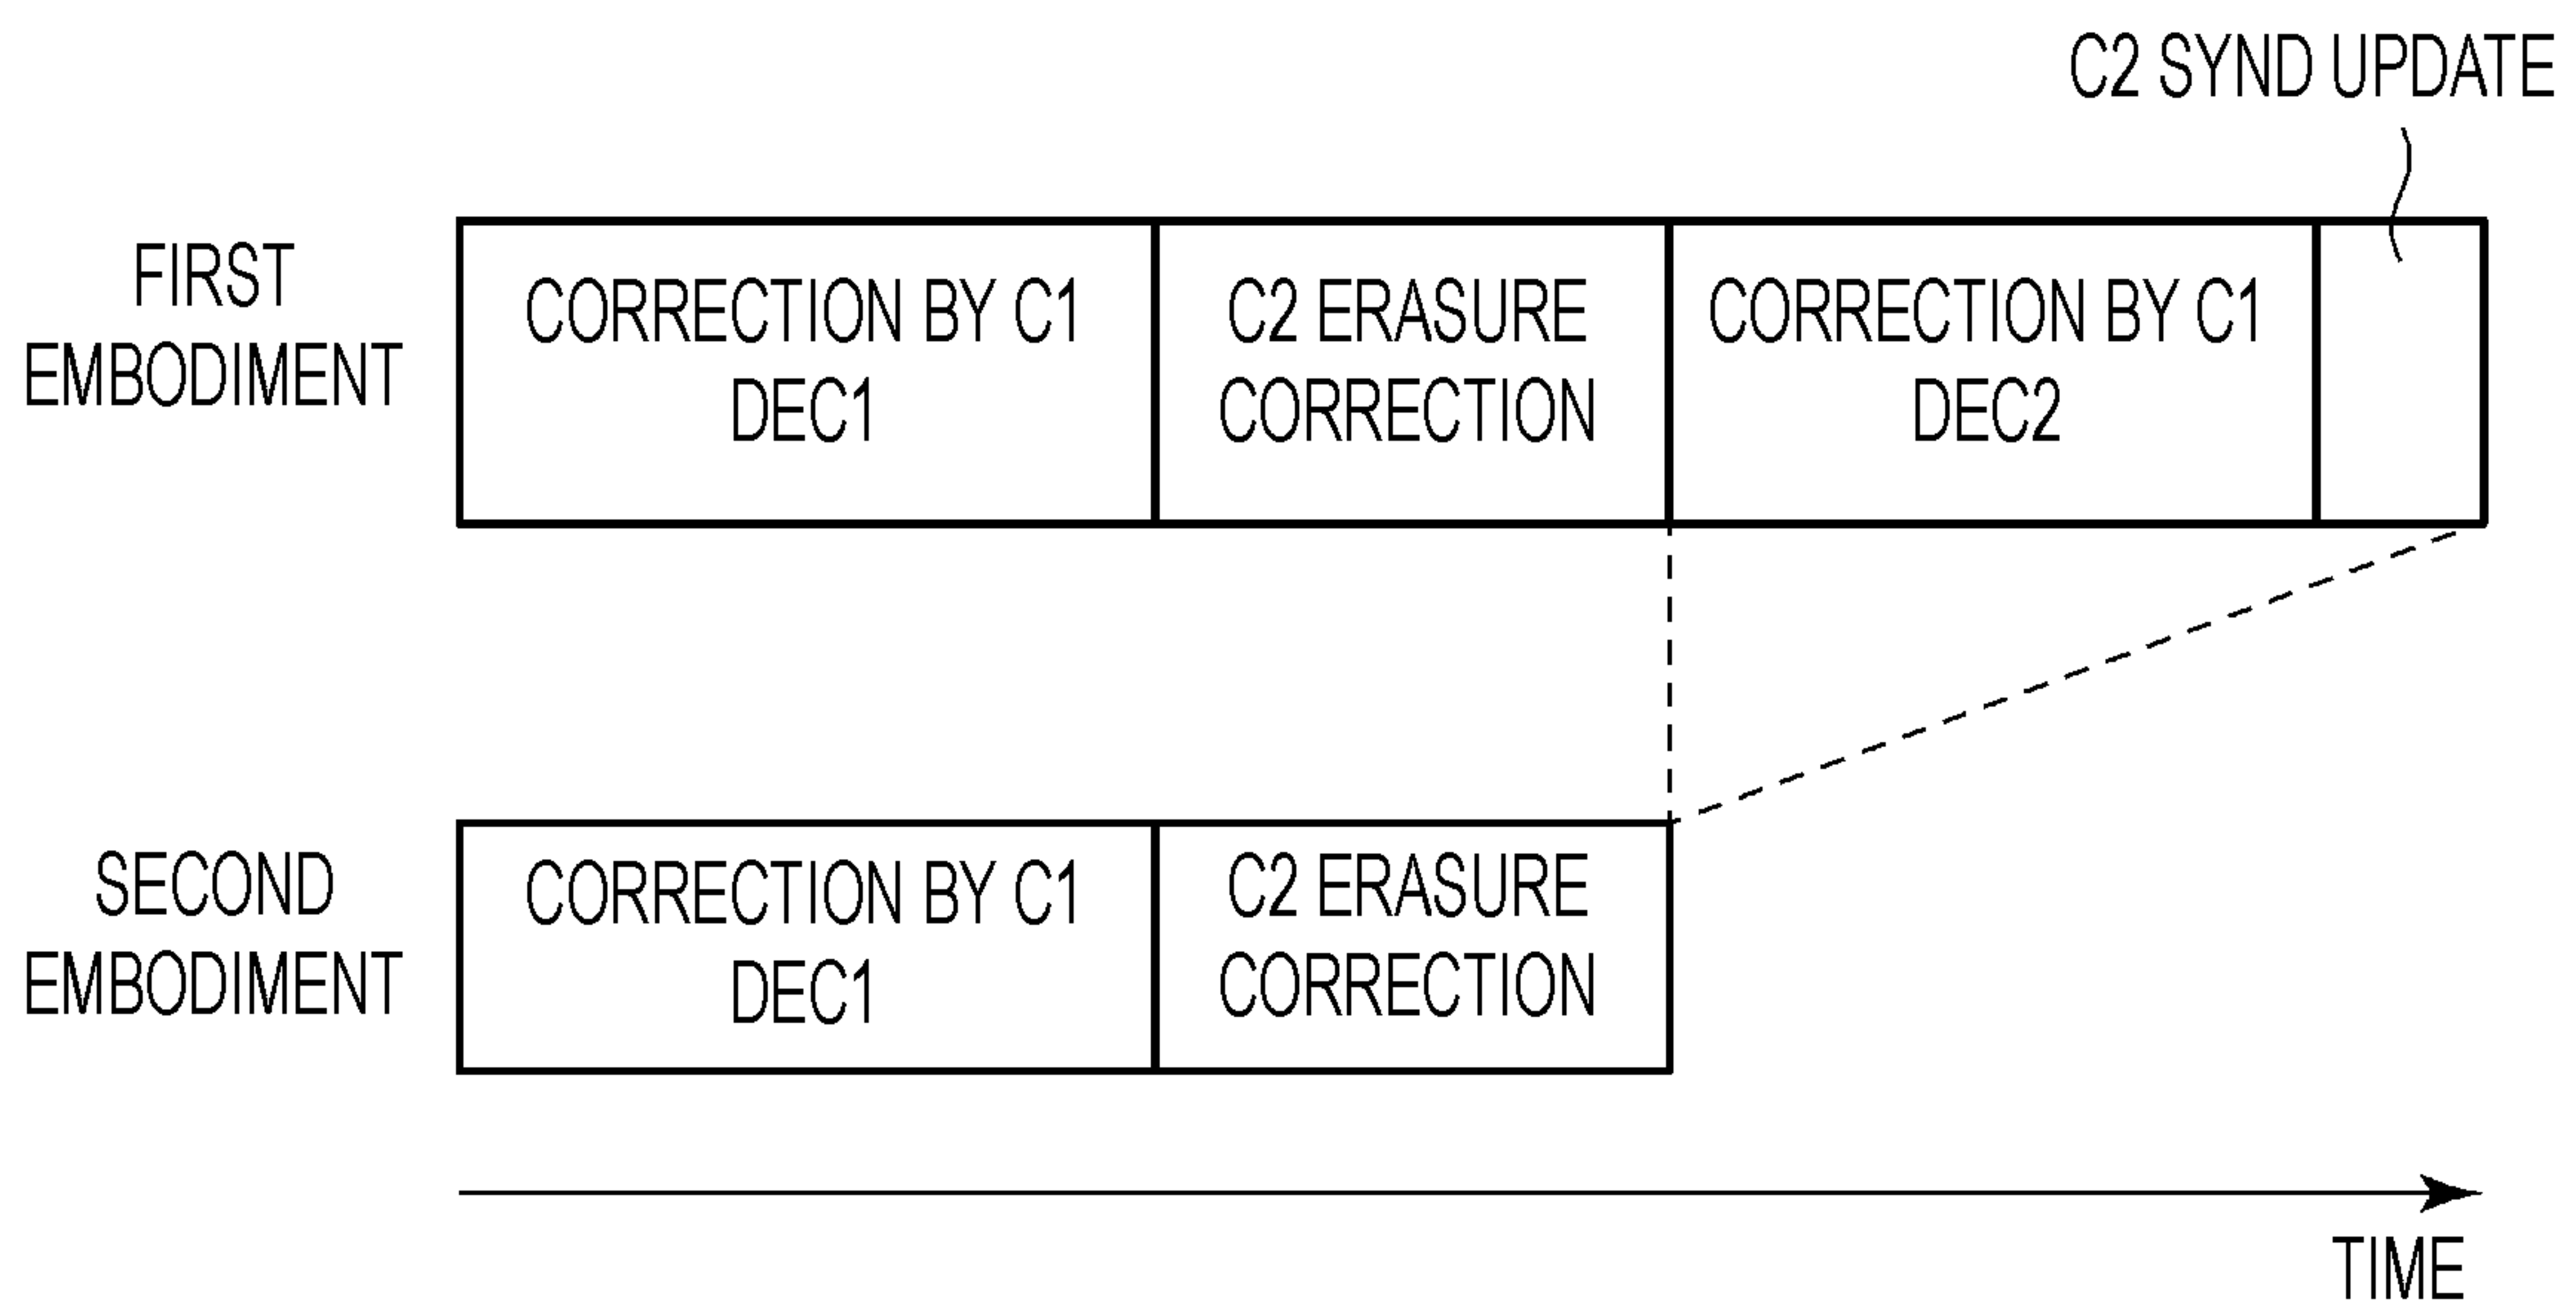 C2 SYND UPDATE
FIRST
EMBODIMENT
CORRECTION BY C1
DEC1
C2 ERASURE
CORRECTION
CORRECTION BY C1
DEC2
SECOND
EMBODIMENT
CORRECTION BY C1
DEC1
C2 ERASURE
CORRECTION
TIME